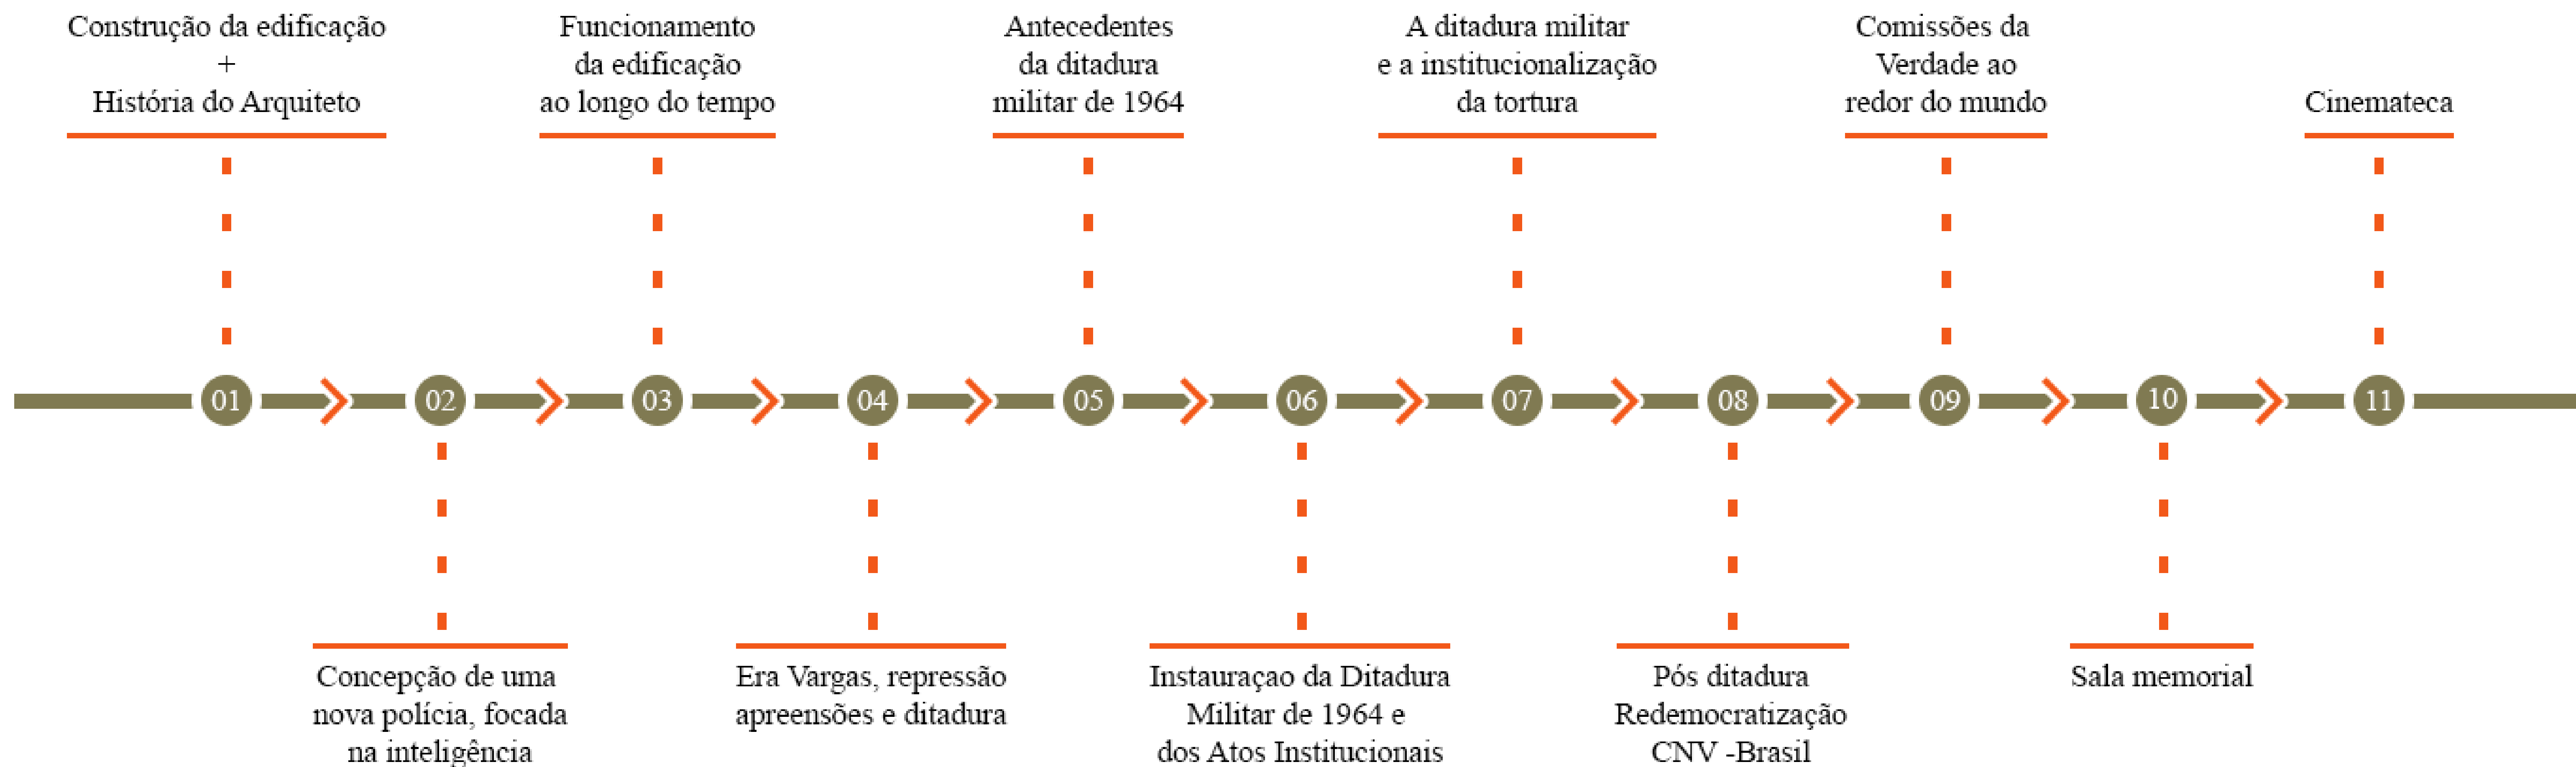 Construção da edificação
+
História do Arquiteto
Funcionamento
da edificação
ao longo do tempo
Antecedentes
da ditadura
militar de 1964
A ditadura militar
e a institucionalização
da tortura
Comissões da
Verdade ao
redor do mundo
Cinemateca
01
02
03
04
05
06
07
08
09
10
11
Concepção de uma
nova polícia, focada
na inteligência
Era Vargas, repressão
apreensões e ditadura
Instauraçao da Ditadura
Militar de 1964 e
dos Atos Institucionais
Pós ditadura
Redemocratização
CNV -Brasil
Sala memorial